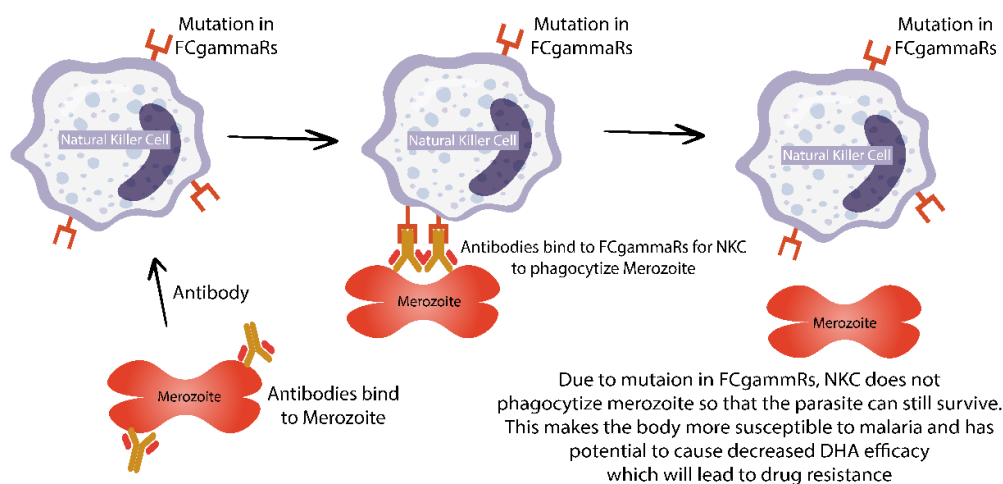 Mutation in
FCgammaRs
Natural Killer Cell
Mutation in
FCgammaRs
Natural Killer Cell
Mutation in
FCgammaRs
Natural Killer Cell
Antibodies bind to FCgammaRs for NKC
to phagocytize Merozoite
Merozoite
Antibody
Merozoite
Antibodies bind
to Merozoite
Merozoite
Due to mutaion in FCgammRs, NKC does not
phagocytize merozoite so that the parasite can still survive.
This makes the body more susceptible to malaria and has
potential to cause decreased DHA efficacy
which will lead to drug resistance